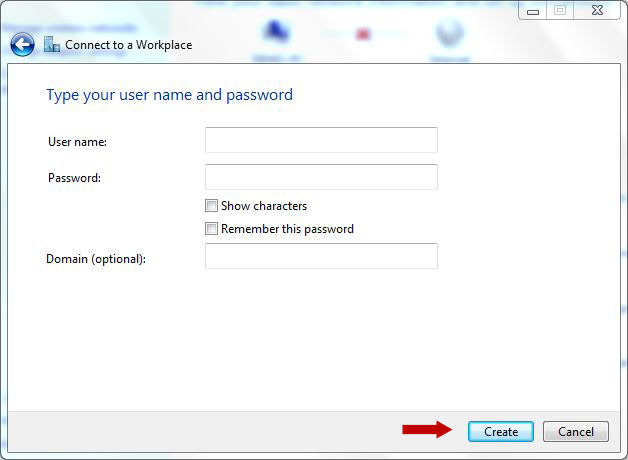 Connect to a Workplace
Type your user name and password
User name:
Password:
Show characters
Remember this password
Domain (optional):
Create
Cancel